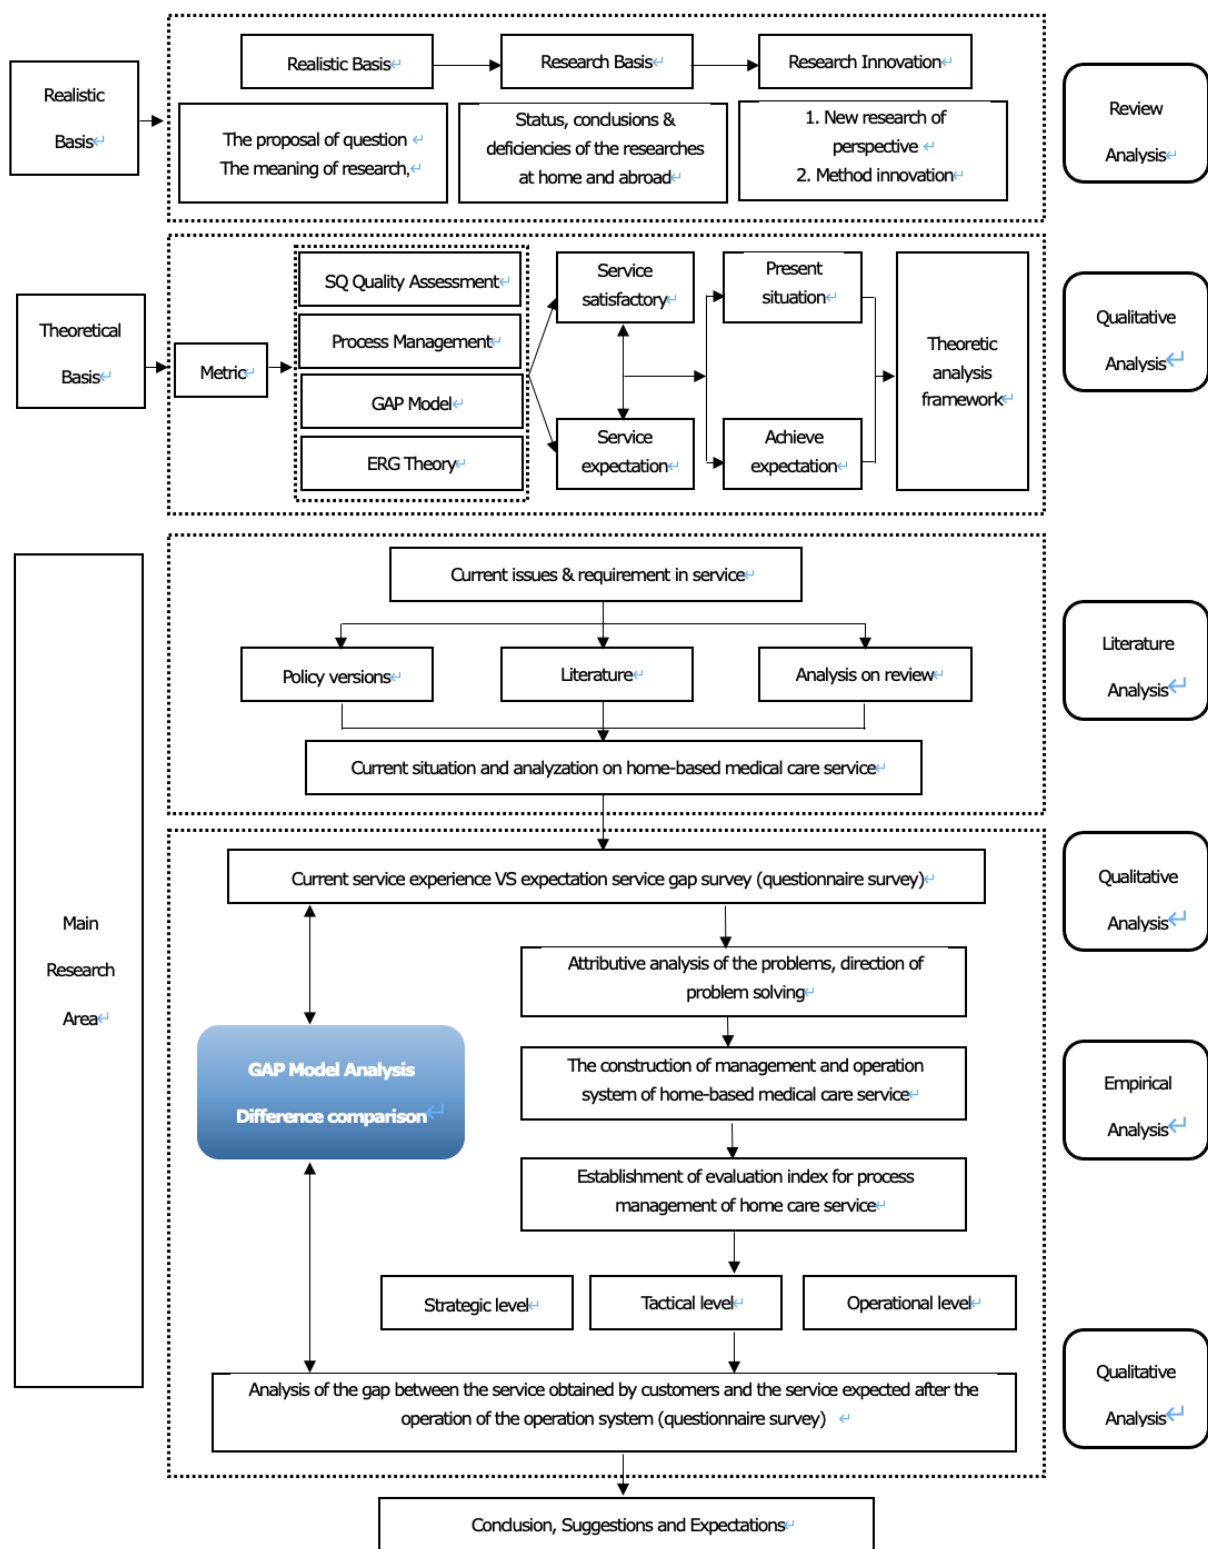 Realistic Basis↵
Research Basis↵
Research Innovation↵
Realistic
Basis↵
The proposal of question ↵
The meaning of research,↵
Status, conclusions &
deficiencies of the researches
at home and abroad↵
1. New research of
perspective ↵
2. Method innovation↵
Review
Analysis↵
Theoretical
Basis↵
Metric↵
SQ Quality Assessment↵
Process Management↵
GAP Model↵
ERG Theory↵
Service
satisfactory↵
Service
expectation↵
Present
situation↵
Achieve
expectation↵
Theoretic
analysis
framework↵
Qualitative
Analysis↵
Main
Research
Area↵
Current issues & requirement in service↵
Policy versions↵
Literature↵
Analysis on review↵
Current situation and analyzation on home-based medical care service↵
Literature
Analysis↵
Current service experience VS expectation service gap survey (questionnaire survey)↵
Qualitative
Analysis↵
Attributive analysis of the problems, direction of
problem solving↵
GAP Model Analysis
Difference comparison↵
The construction of management and operation
system of home-based medical care service↵
Empirical
Analysis↵
Establishment of evaluation index for process
management of home care service↵
Strategic level↵
Tactical level↵
Operational level↵
Analysis of the gap between the service obtained by customers and the service expected after the
operation of the operation system (questionnaire survey) ↵
Qualitative
Analysis↵
Conclusion, Suggestions and Expectations↵